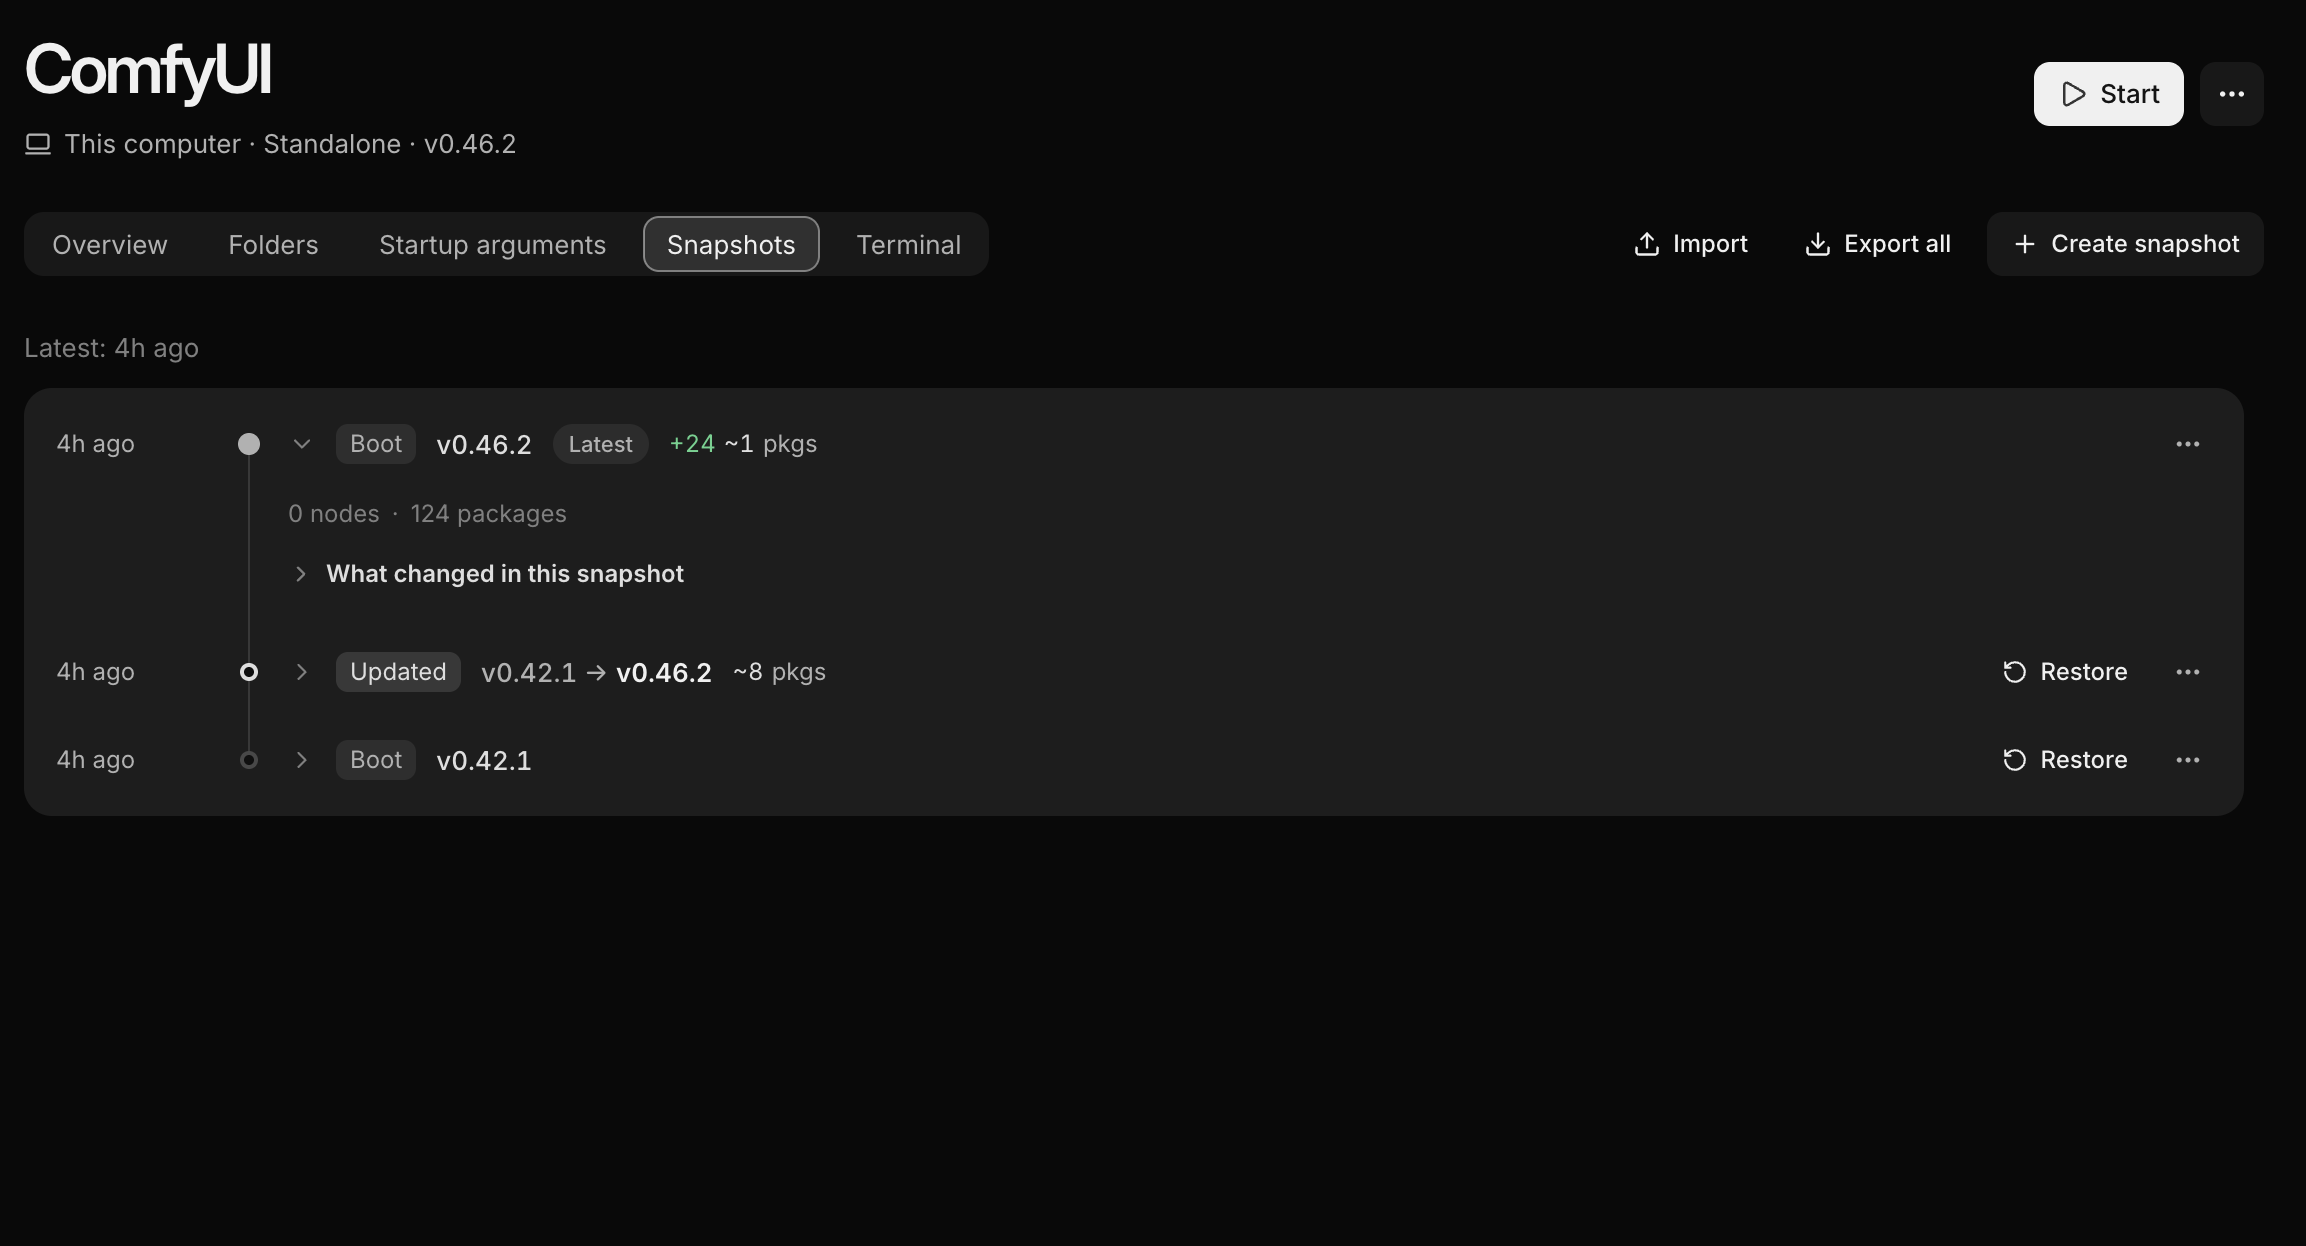 ComfyUI
This computer · Standalone · v0.46.2
Start
Overview Folders Startup arguments Snapshots Terminal
Import Export all Create snapshot
Latest: 4h ago
4h ago Boot v0.46.2 Latest +24 ~1 pkgs
0 nodes · 124 packages
What changed in this snapshot
4h ago Updated v0.42.1 → v0.46.2 ~8 pkgs Restore
4h ago Boot v0.42.1 Restore